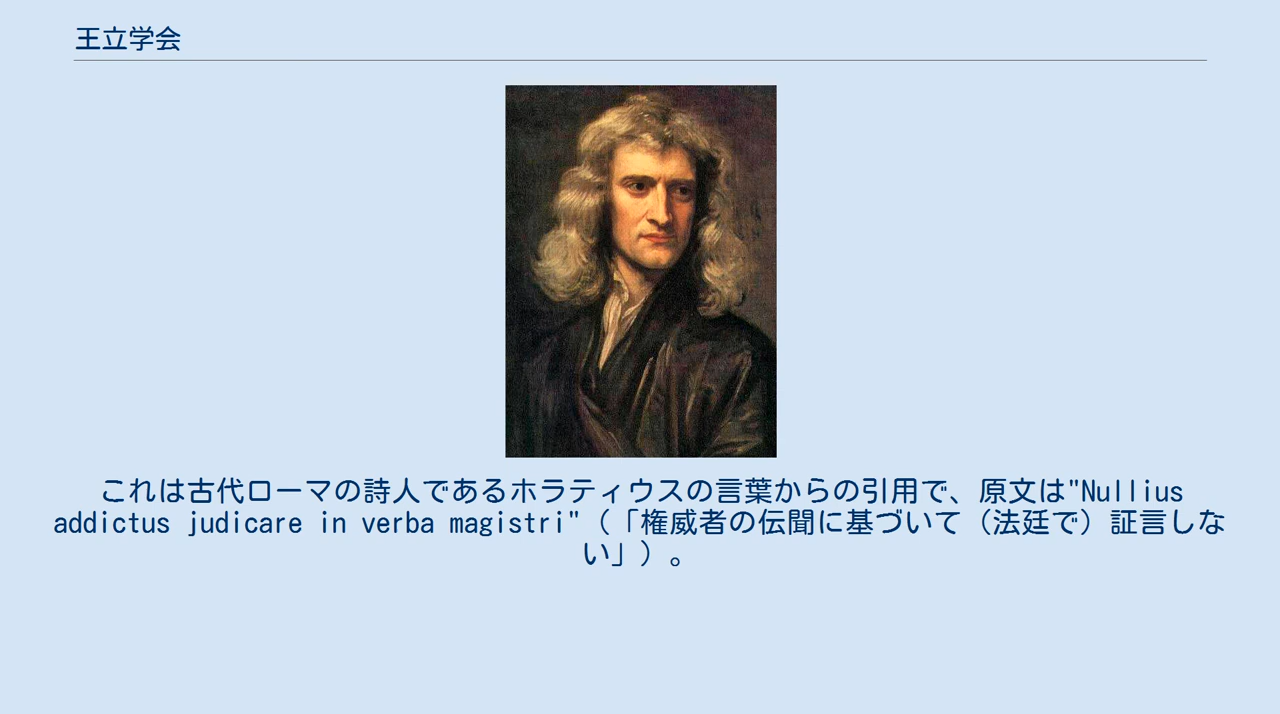 王立学会
これは古代ローマの詩人であるホラティウスの言葉からの引用で、原文は"Nullius
addictus judicare in verba magistri"（「権威者の伝聞に基づいて（法廷で）証言しな
い」）。